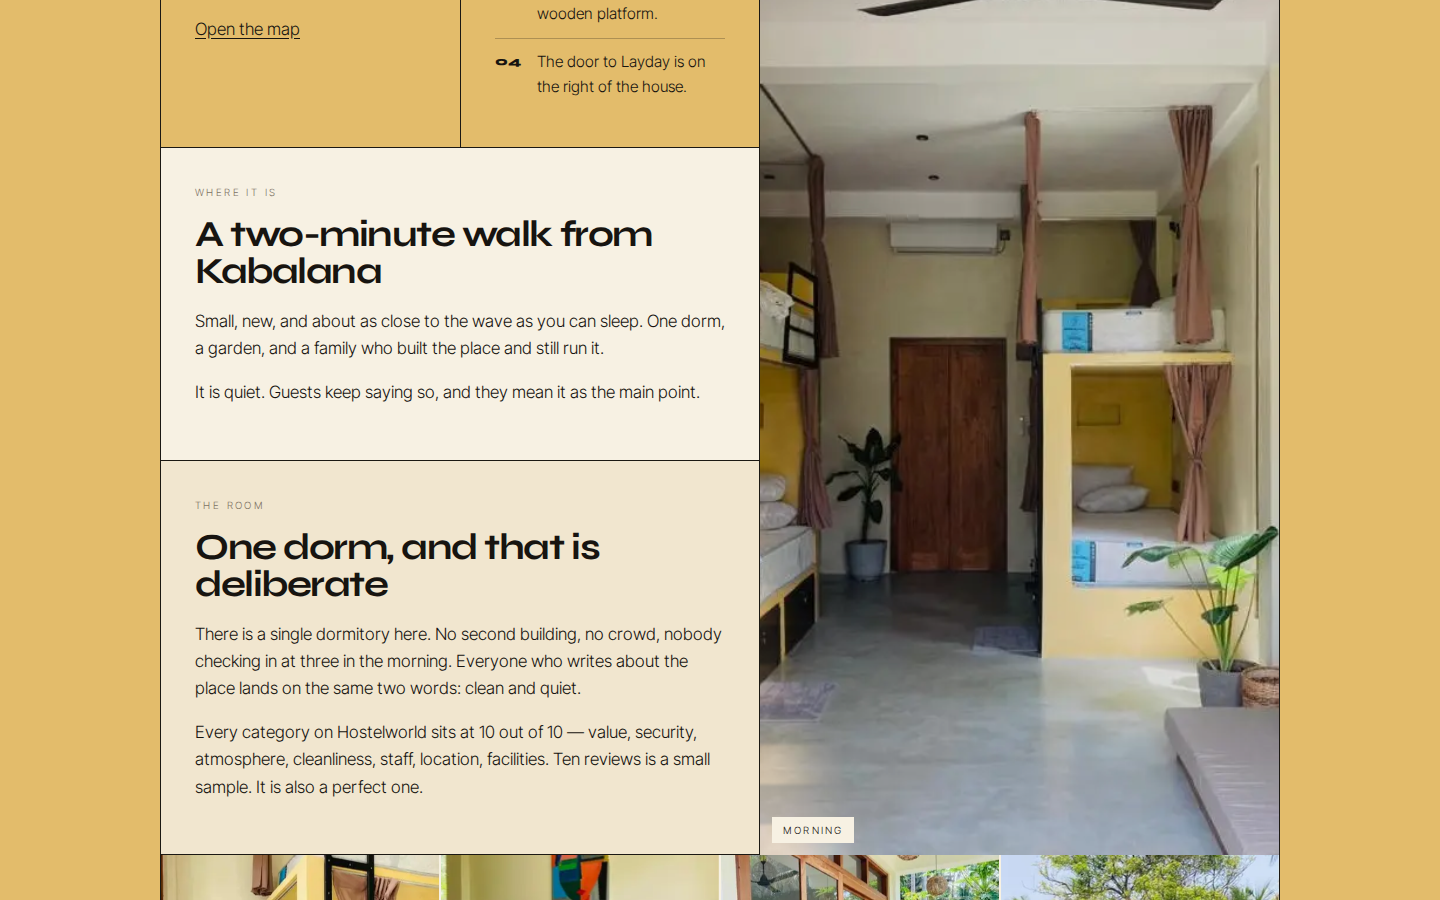 Open the map
wooden platform.
04 The door to Layday is on
the right of the house.
WHERE IT IS
A two-minute walk from
Kabalana
Small, new, and about as close to the wave as you can sleep. One dorm,
a garden, and a family who built the place and still run it.
It is quiet. Guests keep saying so, and they mean it as the main point.
THE ROOM
One dorm, and that is
deliberate
There is a single dormitory here. No second building, no crowd, nobody
checking in at three in the morning. Everyone who writes about the
place lands on the same two words: clean and quiet.
Every category on Hostelworld sits at 10 out of 10 — value, security,
atmosphere, cleanliness, staff, location, facilities. Ten reviews is a small
sample. It is also a perfect one.
MORNING